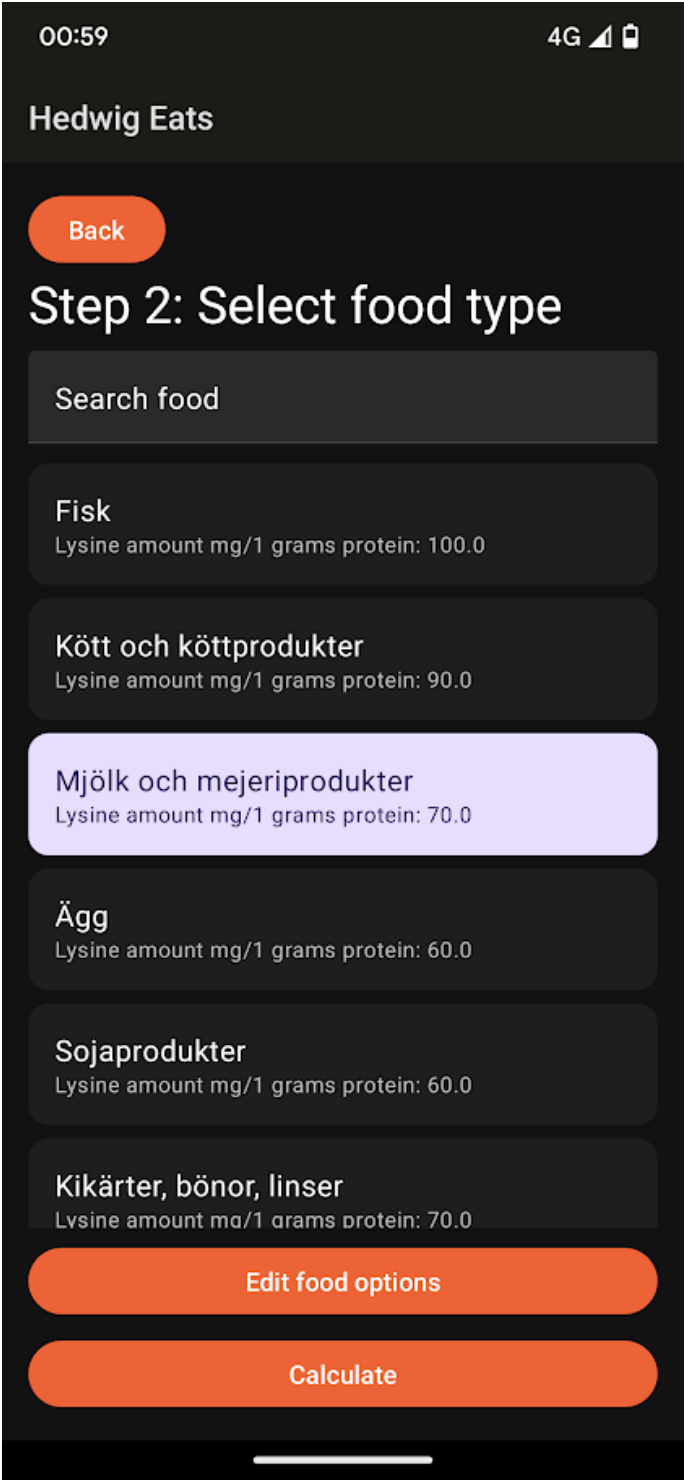 00:59
4G
Hedwig Eats
Back
Step 2: Select food type
Search food
Fisk
Lysine amount mg/1 grams protein: 100.0
Kött och köttprodukter
Lysine amount mg/1 grams protein: 90.0
Mjölk och mejeriprodukter
Lysine amount mg/1 grams protein: 70.0
Ägg
Lysine amount mg/1 grams protein: 60.0
Sojaprodukter
Lysine amount mg/1 grams protein: 60.0
Kikärter, bönor, linser
Lysine amount mg/1 grams protein: 70.0
Edit food options
Calculate